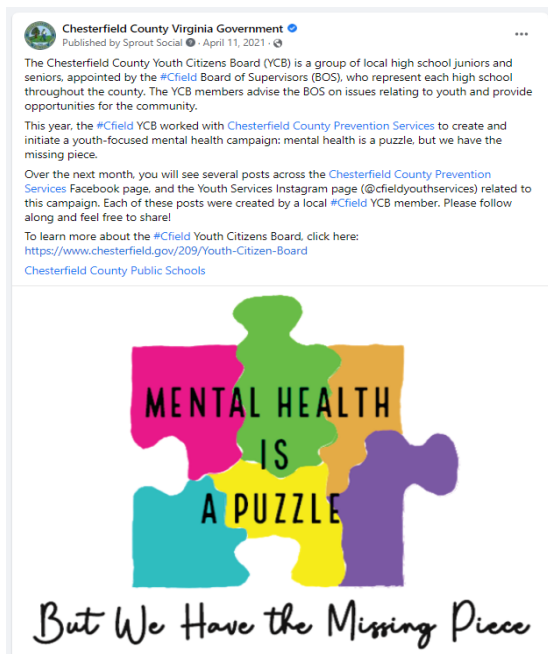 Chesterfield County Virginia Government
Published by Sprout Social · April 11, 2021 ·
The Chesterfield County Youth Citizens Board (YCB) is a group of local high school juniors and
seniors, appointed by the #Cfield Board of Supervisors (BOS), who represent each high school
throughout the county. The YCB members advise the BOS on issues relating to youth and provide
opportunities for the community.
This year, the #Cfield YCB worked with Chesterfield County Prevention Services to create and
initiate a youth-focused mental health campaign: mental health is a puzzle, but we have the
missing piece.
Over the next month, you will see several posts across the Chesterfield County Prevention
Services Facebook page, and the Youth Services Instagram page (@cfieldyouthservices) related to
this campaign. Each of these posts were created by a local #Cfield YCB member. Please follow
along and feel free to share!
To learn more about the #Cfield Youth Citizens Board, click here:
https://www.chesterfield.gov/209/Youth-Citizen-Board
Chesterfield County Public Schools
MENTAL HEALTH
IS
A PUZZLE
But We Have the Missing Piece